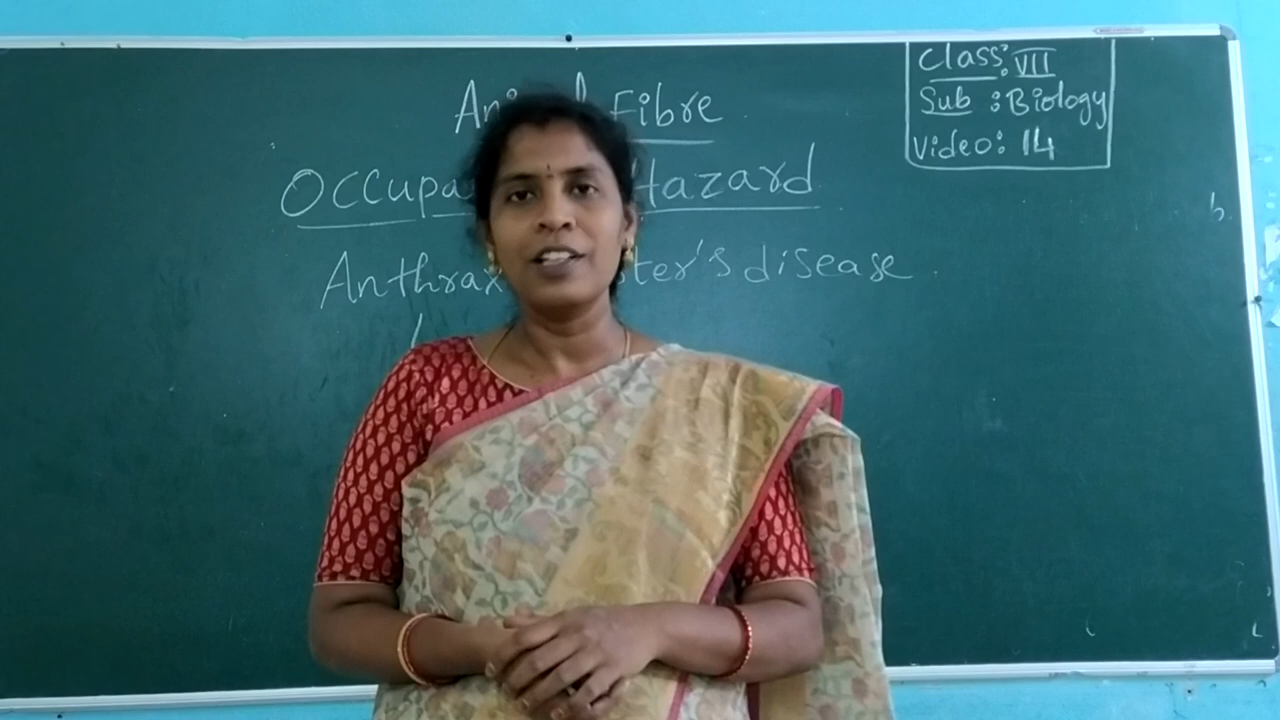 Class: VII
Sub : Biology
Video: 14
Fibre
Hazard
Anthrax disease